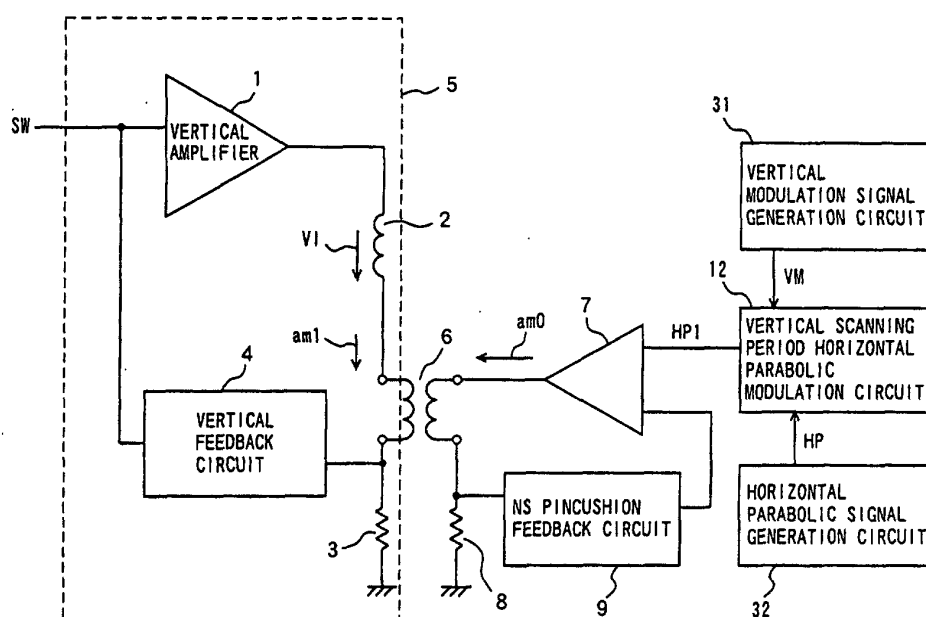 1
5
31
SW
VERTICAL
AMPLIFIER
VERTICAL
MODULATION SIGNAL
GENERATION CIRCUIT
2
V1
VM
12
am1
6
am0
7
HP1
VERTICAL SCANNING
PERIOD HORIZONTAL
PARABOLIC
MODULATION CIRCUIT
4
VERTICAL
FEEDBACK
CIRCUIT
HP
NS PINCUSHION
FEEDBACK CIRCUIT
HORIZONTAL
PARABOLIC SIGNAL
GENERATION CIRCUIT
3
8
9
32